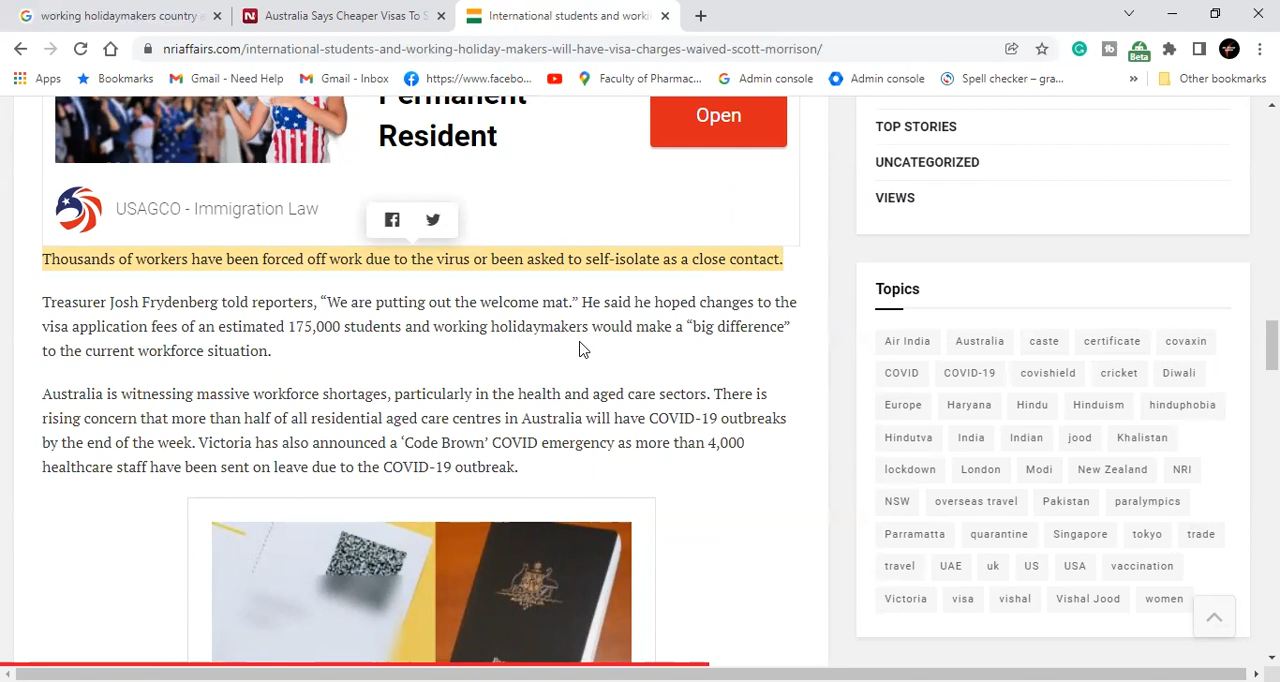 working holidaymakers country
Australia Says Cheaper Visas To S
International students and worki
nriaffairs.com/international-students-and-working-holiday-makers-will-have-visa-charges-waived-scott-morrison/
Beta
Apps
Bookmarks
Gmail - Need Help
Gmail - Inbox
https://www.facebo...
Faculty of Pharmac...
Admin console
Admin console
Spell checker – gra...
»
Other bookmarks
Permanent
Resident
Open
USAGCO - Immigration Law
Thousands of workers have been forced off work due to the virus or been asked to self-isolate as a close contact.
Treasurer Josh Frydenberg told reporters, “We are putting out the welcome mat.” He said he hoped changes to the
visa application fees of an estimated 175,000 students and working holidaymakers would make a “big difference”
to the current workforce situation.
Australia is witnessing massive workforce shortages, particularly in the health and aged care sectors. There is
rising concern that more than half of all residential aged care centres in Australia will have COVID-19 outbreaks
by the end of the week. Victoria has also announced a ‘Code Brown’ COVID emergency as more than 4,000
healthcare staff have been sent on leave due to the COVID-19 outbreak.
TOP STORIES
UNCATEGORIZED
VIEWS
Topics
Air India Australia caste certificate covaxin
COVID COVID-19 covishield cricket Diwali
Europe Haryana Hindu Hinduism hinduphobia
Hindutva India Indian jood Khalistan
lockdown London Modi New Zealand NRI
NSW overseas travel Pakistan paralympics
Parramatta quarantine Singapore tokyo trade
travel UAE uk US USA vaccination
Victoria visa vishal Vishal Jood women